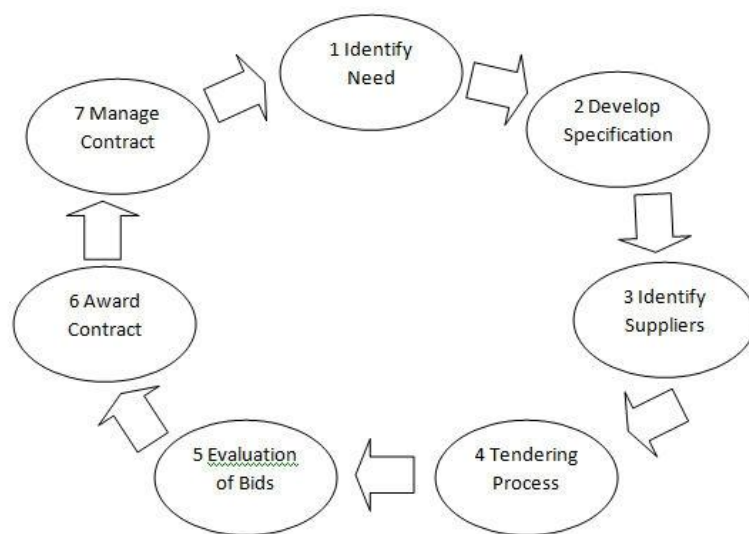 1 Identify
Need
2 Develop
Specification
3 Identify
Suppliers
4 Tendering
Process
5 Evaluation
of Bids
6 Award
Contract
7 Manage
Contract